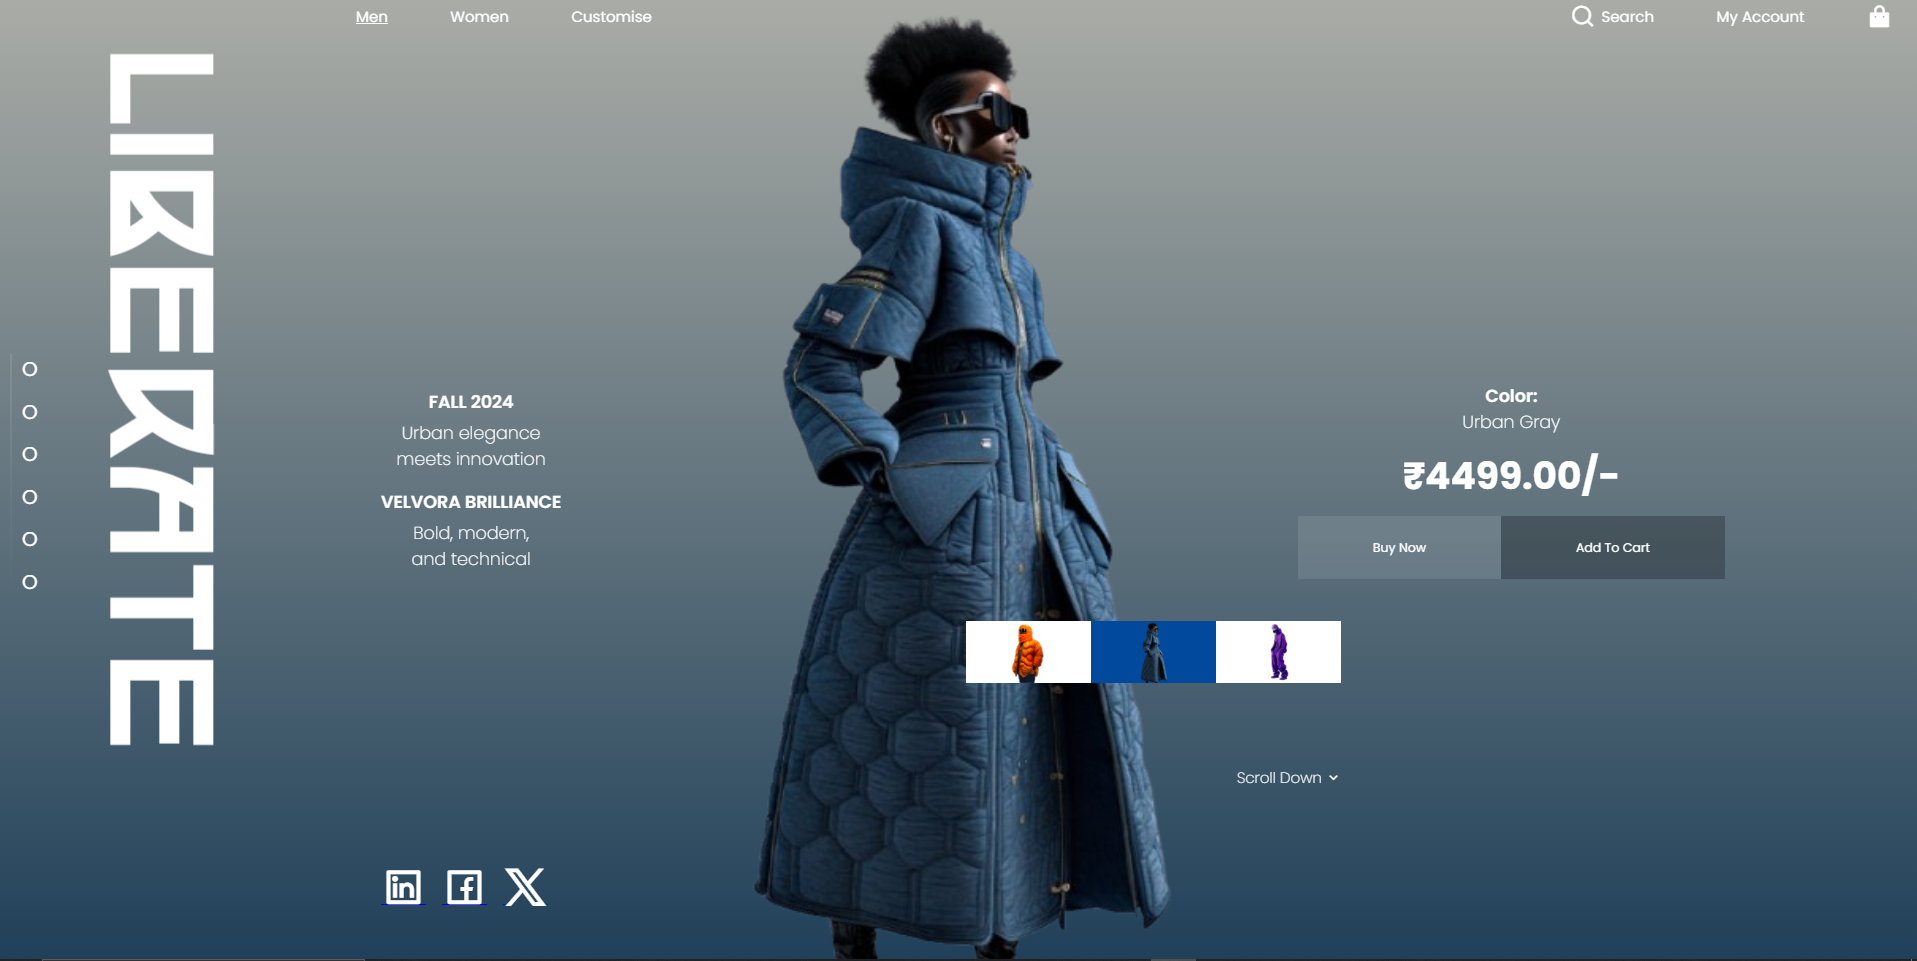 Men
Women
Customise
Search
My Account
LIBERATE
FALL 2024
Urban elegance
meets innovation
VELVORA BRILLIANCE
Bold, modern,
and technical
Color:
Urban Gray
₹4499.00/-
Buy Now
Add To Cart
Scroll Down
in
f
X